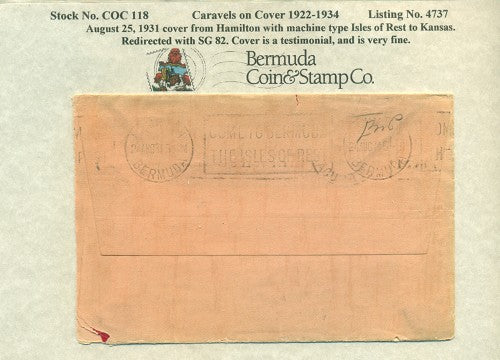 Stock No. COC 118 Caravels on Cover 1922-1934 Listing No. 4737
August 25, 1931 cover from Hamilton with machine type Isles of Rest to Kansas.
Redirected with SG 82. Cover is a testimonial, and is very fine.
Bermuda
Coin&Stamp Co.
COME TO BERMUDA
THE ISLES OF REST
BERMUDA